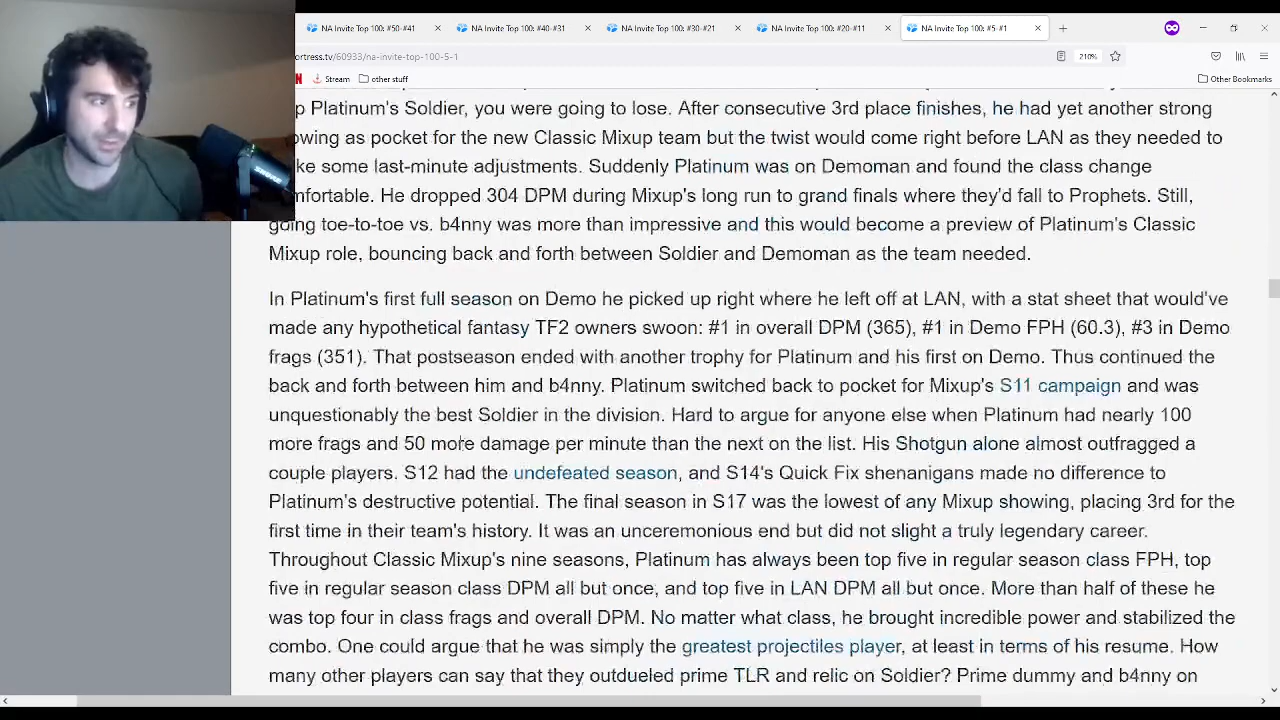 NA Invite Top 100: #50-#41
NA Invite Top 100: #40-#31
NA Invite Top 100: #30-#21
NA Invite Top 100: #20-#11
NA Invite Top 100: #5-#1
ortress.tv/60933/na-invite-top-100-5-1
210%
Stream
other stuff
Other Bookmarks
p Platinum's Soldier, you were going to lose. After consecutive 3rd place finishes, he had yet another strong
owing as pocket for the new Classic Mixup team but the twist would come right before LAN as they needed to
ke some last-minute adjustments. Suddenly Platinum was on Demoman and found the class change
mfortable. He dropped 304 DPM during Mixup's long run to grand finals where they'd fall to Prophets. Still,
going toe-to-toe vs. b4nny was more than impressive and this would become a preview of Platinum's Classic
Mixup role, bouncing back and forth between Soldier and Demoman as the team needed.
In Platinum's first full season on Demo he picked up right where he left off at LAN, with a stat sheet that would've
made any hypothetical fantasy TF2 owners swoon: #1 in overall DPM (365), #1 in Demo FPH (60.3), #3 in Demo
frags (351). That postseason ended with another trophy for Platinum and his first on Demo. Thus continued the
back and forth between him and b4nny. Platinum switched back to pocket for Mixup's S11 campaign and was
unquestionably the best Soldier in the division. Hard to argue for anyone else when Platinum had nearly 100
more frags and 50 more damage per minute than the next on the list. His Shotgun alone almost outfragged a
couple players. S12 had the undefeated season, and S14's Quick Fix shenanigans made no difference to
Platinum's destructive potential. The final season in S17 was the lowest of any Mixup showing, placing 3rd for the
first time in their team's history. It was an unceremonious end but did not slight a truly legendary career.
Throughout Classic Mixup's nine seasons, Platinum has always been top five in regular season class FPH, top
five in regular season class DPM all but once, and top five in LAN DPM all but once. More than half of these he
was top four in class frags and overall DPM. No matter what class, he brought incredible power and stabilized the
combo. One could argue that he was simply the greatest projectiles player, at least in terms of his resume. How
many other players can say that they outdueled prime TLR and relic on Soldier? Prime dummy and b4nny on